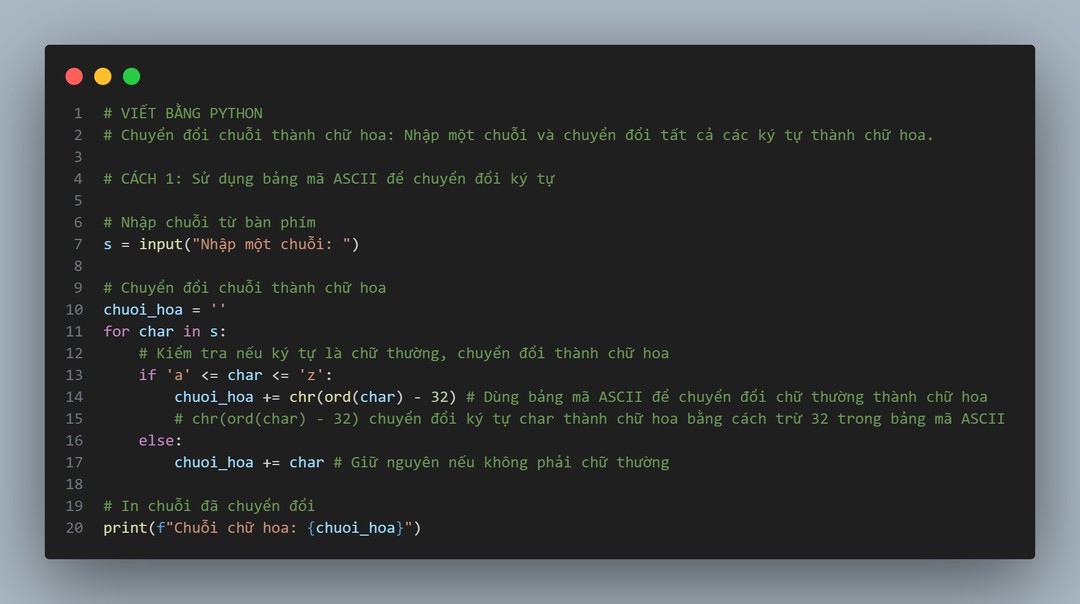 1 # VIẾT BẰNG PYTHON
2 # Chuyển đổi chuỗi thành chữ hoa: Nhập một chuỗi và chuyển đổi tất cả các ký tự thành chữ hoa.
3
4 # CÁCH 1: Sử dụng bảng mã ASCII để chuyển đổi ký tự
5
6 # Nhập chuỗi từ bàn phím
7 s = input("Nhập một chuỗi: ")
8
9 # Chuyển đổi chuỗi thành chữ hoa
10 chuoi_hoa = ''
11 for char in s:
12     # Kiểm tra nếu ký tự là chữ thường, chuyển đổi thành chữ hoa
13     if 'a' <= char <= 'z':
14         chuoi_hoa += chr(ord(char) - 32) # Dùng bảng mã ASCII để chuyển đổi chữ thường thành chữ hoa
15         # chr(ord(char) - 32) chuyển đổi ký tự char thành chữ hoa bằng cách trừ 32 trong bảng mã ASCII
16     else:
17         chuoi_hoa += char # Giữ nguyên nếu không phải chữ thường
18
19 # In chuỗi đã chuyển đổi
20 print(f"Chuỗi chữ hoa: {chuoi_hoa}")